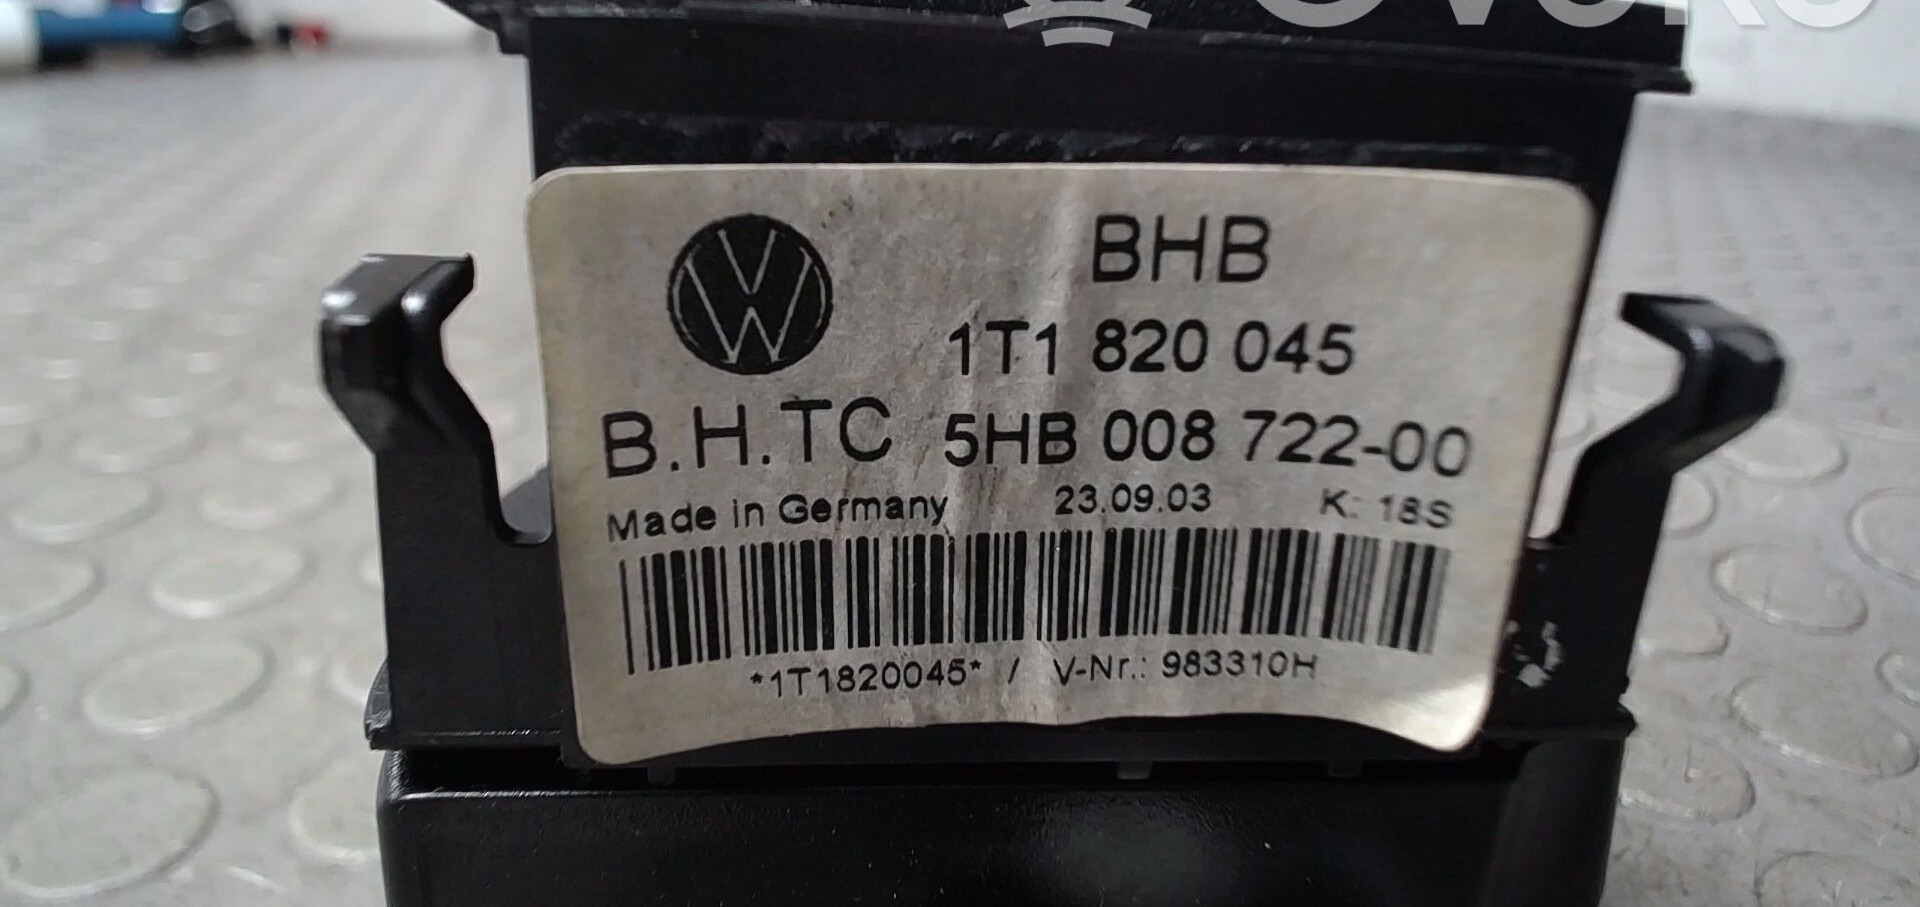 BHB
1T1 820 045
B.H.TC 5HB 008 722-00
Made in Germany 23.09.03 K: 18S
*1T1820045* / V-Nr.: 983310H